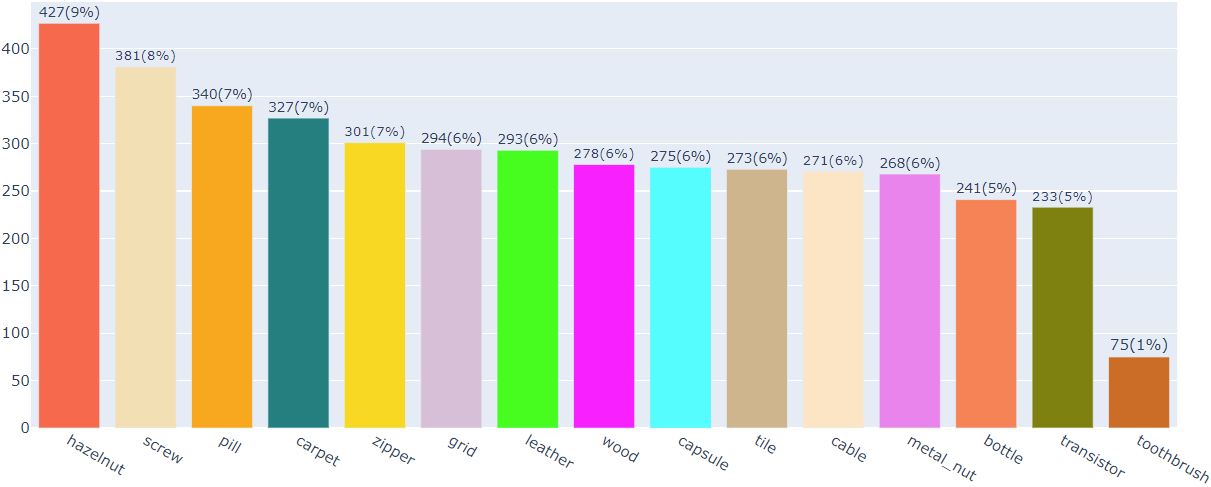 427(9%)
381(8%)
340(7%)
327(7%)
301(7%)
294(6%)
293(6%)
278(6%)
275(6%)
273(6%)
271(6%)
268(6%)
241(5%)
233(5%)
75(1%)
400
350
300
250
200
150
100
50
0
hazelnut
screw
pill
carpet
zipper
grid
leather
wood
capsule
tile
cable
metal_nut
bottle
transistor
toothbrush